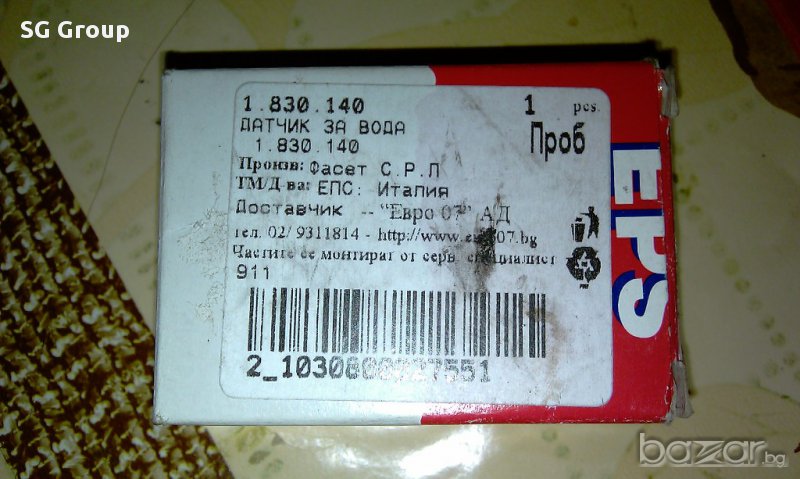 SG Group
1.830.140 1 pcs.
ДАТЧИК ЗА ВОДА Проб
1.830.140
Произв: Фасет С.Р.Л
ТМ/Д-ва: ЕПС: Италия
Доставчик -- "Евро 07" АД
тел. 02/ 9311814 - http://www.
Частите се монтират от серв. специалист
911
EPS
bazar.bg